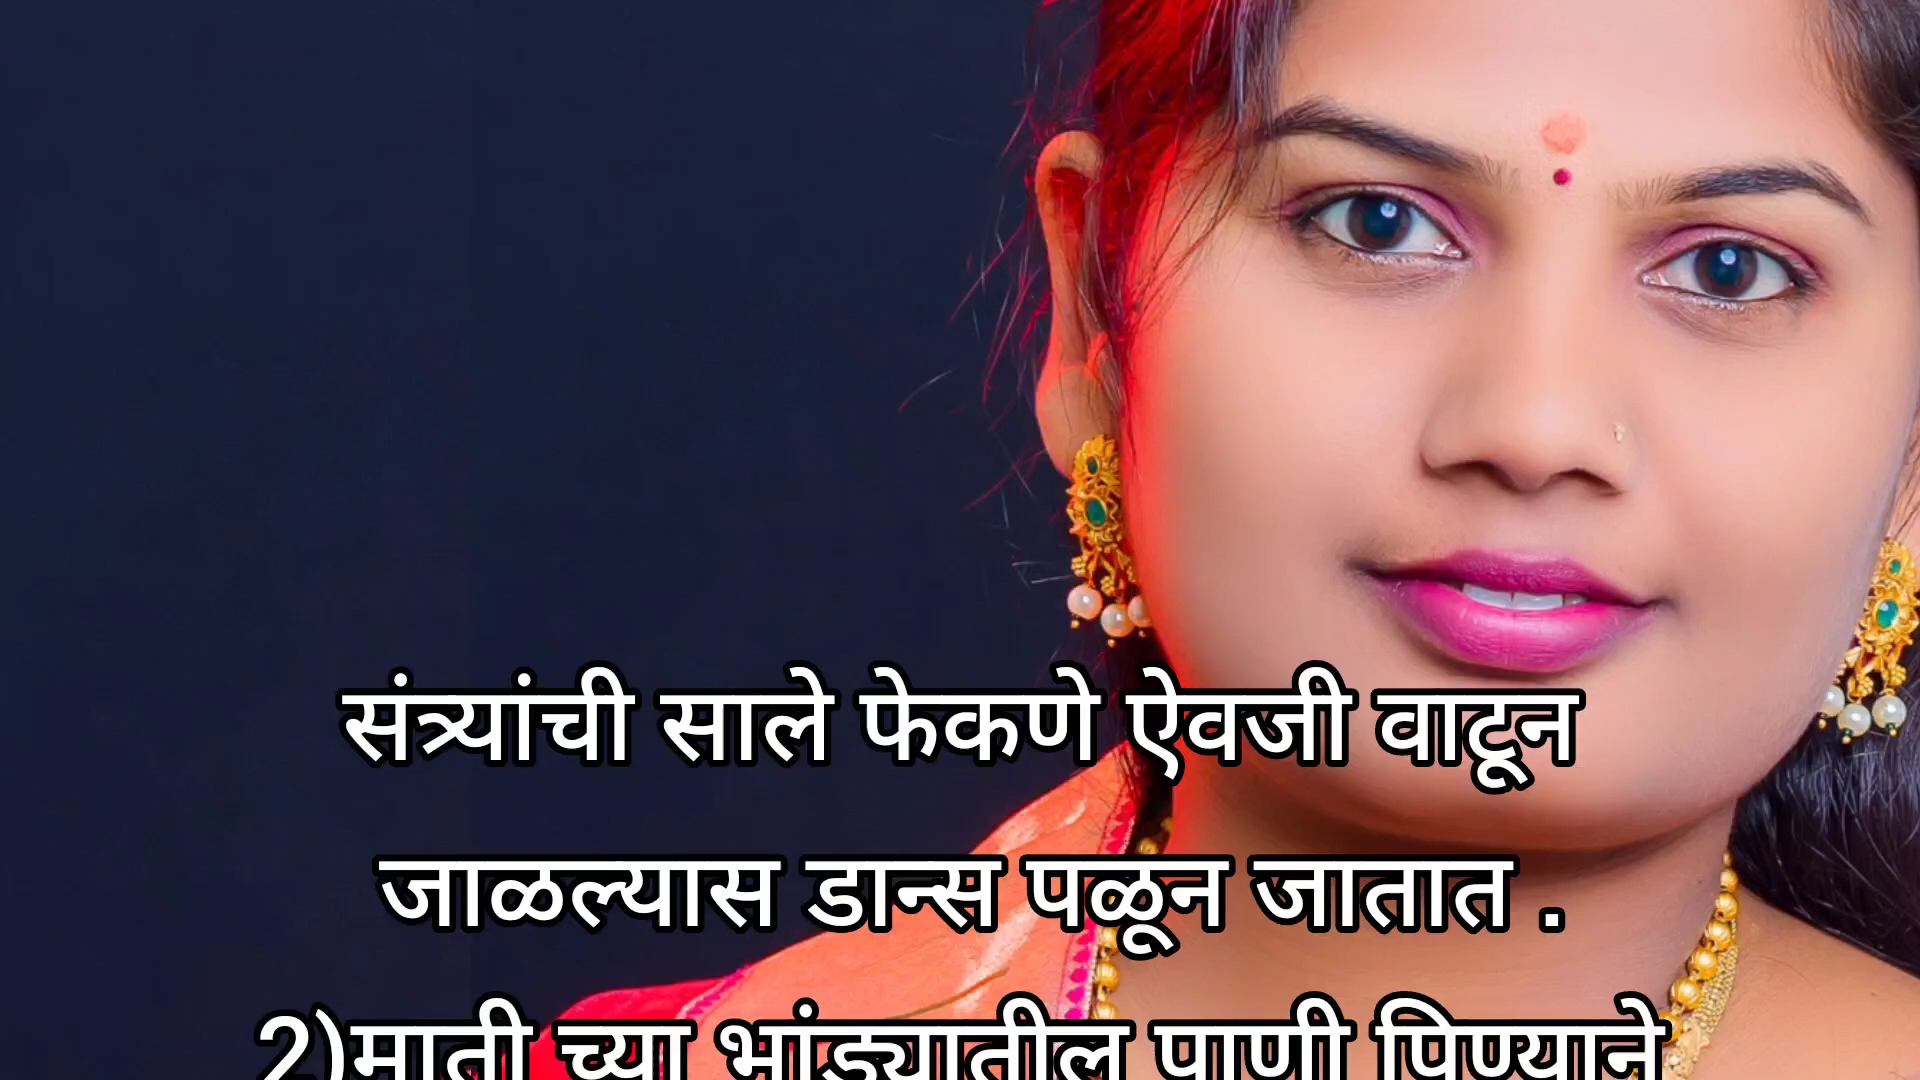 संत्र्यांची साले फेकणे ऐवजी वाटून
जाळल्यास डान्स पळून जातात .
2)माती च्या भांड्यातील पाणी पिण्याने